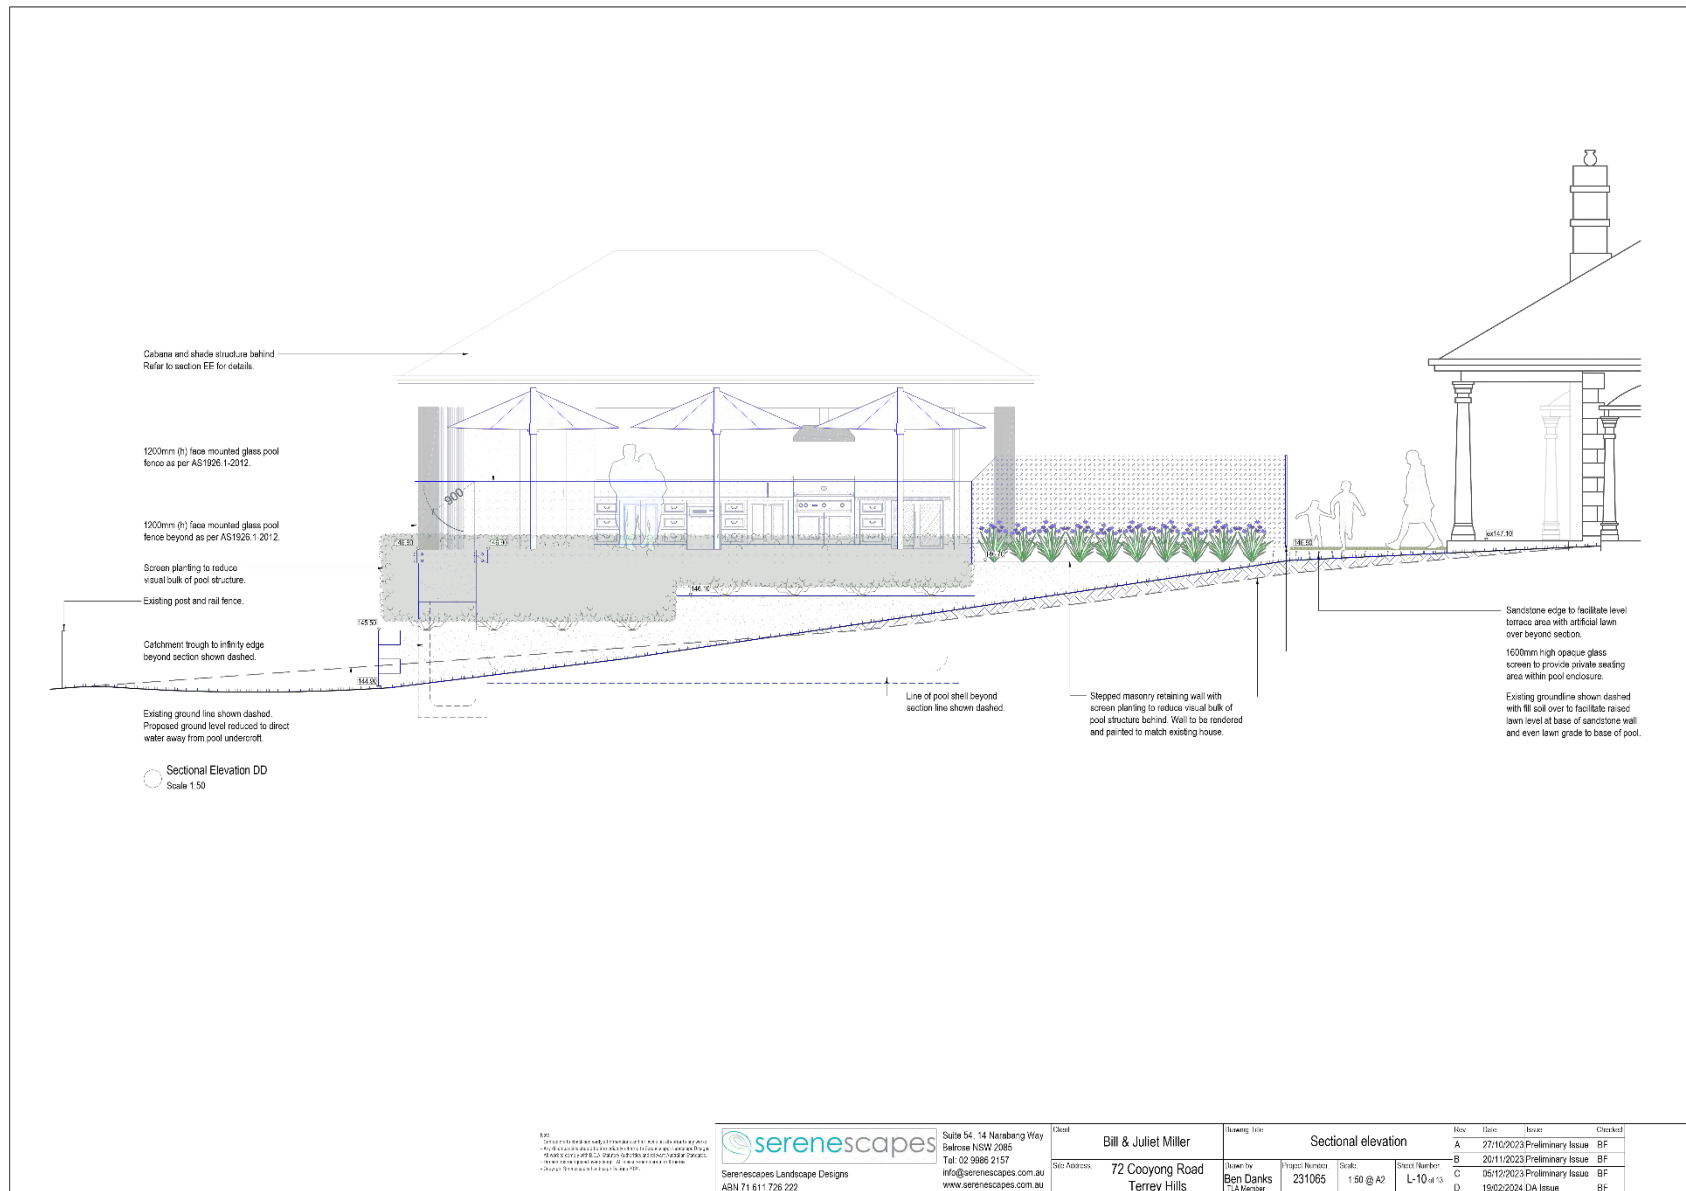 Cabana and shade structure behind.
Refer to section EE for details.
1200mm (h) face mounted glass pool
fence as per AS1926.1-2012.
900
1200mm (h) face mounted glass pool
fence beyond as per AS1926.1-2012.
146.90
146.90
Screen planting to reduce
visual bulk of pool structure.
146.10
146.90
ex147.10
Existing post and rail fence.
145.50
Catchment trough to infinity edge
beyond section shown dashed.
144.90
Existing ground line shown dashed.
Proposed ground level reduced to direct
water away from pool undercroft.
Line of pool shell beyond
section line shown dashed.
Stepped masonry retaining wall with
screen planting to reduce visual bulk of
pool structure behind. Wall to be rendered
and painted to match existing house.
Sandstone edge to facilitate level
terrace area with artificial lawn
over beyond section.
1600mm high opaque glass
screen to provide private seating
area within pool enclosure.
Existing groundline shown dashed
with fill soil over to facilitate raised
lawn level at base of sandstone wall
and even lawn grade to base of pool.
Sectional Elevation DD
Scale 1:50
serenescapes
Serenescapes Landscape Designs
ABN 71 611 726 222
Suite 54, 14 Narabang Way
Belrose NSW 2085
Tel: 02 9986 2157
info@serenescapes.com.au
www.serenescapes.com.au
Client
Bill & Juliet Miller
Site Address
72 Cooyong Road
Terrey Hills
Drawing Title
Sectional elevation
Drawn by
Ben Danks
TLA Member
Project Number
231065
Scale
1:50 @ A2
Sheet Number
L-10 of 13
Rev Date Issue Checked
A 27/10/2023 Preliminary Issue BF
B 20/11/2023 Preliminary Issue BF
C 05/12/2023 Preliminary Issue BF
D 19/02/2024 DA Issue BF